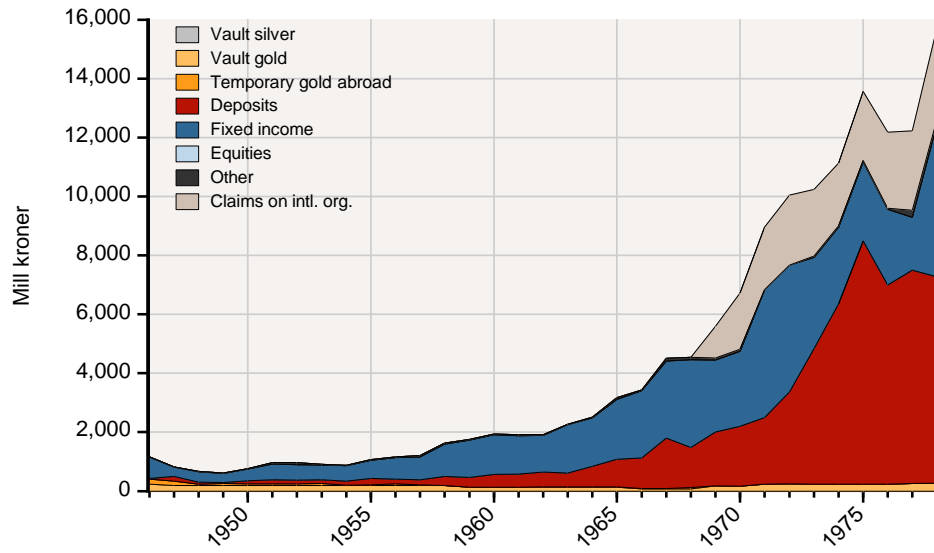 16,000
14,000
12,000
10,000
8,000
6,000
4,000
2,000
0
Mill kroner
Vault silver
Vault gold
Temporary gold abroad
Deposits
Fixed income
Equities
Other
Claims on intl. org.
1950
1955
1960
1965
1970
1975